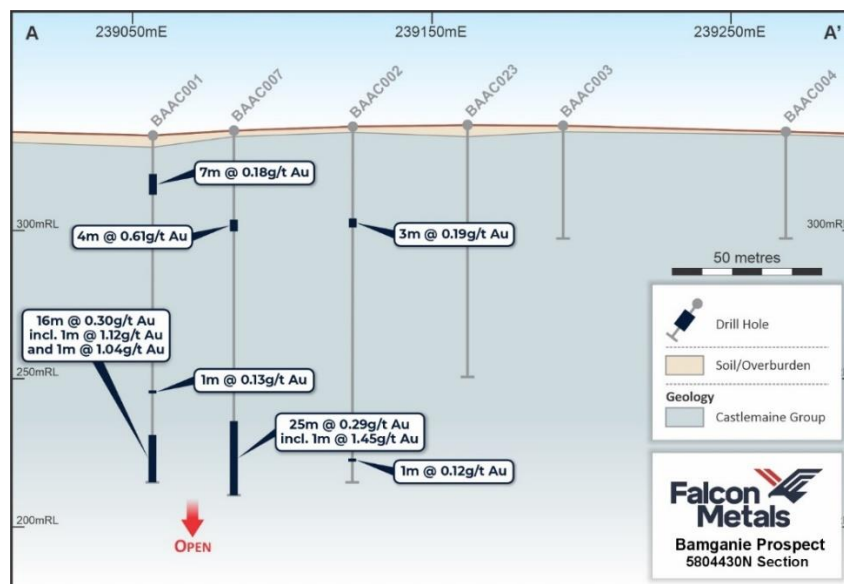 A
239050mE
239150mE
239250mE
A'
BAAC001
BAAC007
BAAC002
BAAC023
BAAC003
BAAC004
7m @ 0.18g/t Au
300mRL
4m @ 0.61g/t Au
3m @ 0.19g/t Au
300mRL
50 metres
16m @ 0.30g/t Au
incl. 1m @ 1.12g/t Au
and 1m @ 1.04g/t Au
Drill Hole
Soil/Overburden
Geology
Castlemaine Group
250mRL
1m @ 0.13g/t Au
25m @ 0.29g/t Au
incl. 1m @ 1.45g/t Au
1m @ 0.12g/t Au
200mRL
OPEN
Falcon
Metals
Bamganie Prospect
5804430N Section